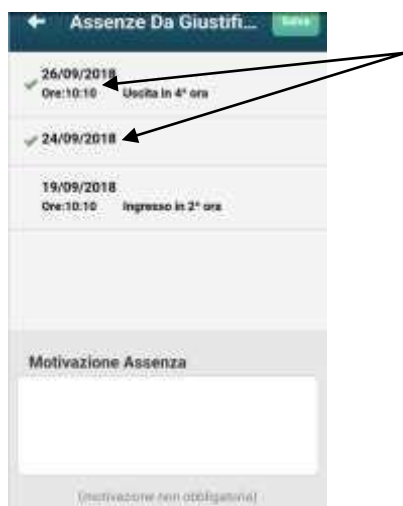 Assenze Da Giustifi... Salva
26/09/2018
Ore:10:10 Uscita in 4° ora
24/09/2018
19/09/2018
Ore:10:10 Ingresso in 2° ora
Motivazione Assenza
(motivazione non obbligatoria)